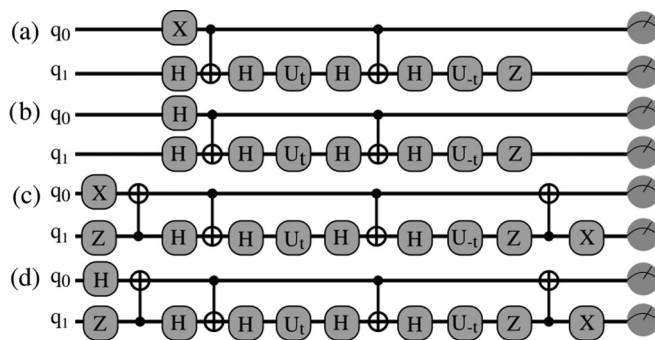 (a) q₀ X
q₁ H H Uₜ H H U₋ₜ Z
(b) q₀ H
q₁ H H Uₜ H H U₋ₜ Z
(c) q₀ X
q₁ Z H H Uₜ H H U₋ₜ Z X
(d) q₀ H
q₁ Z H H Uₜ H H U₋ₜ Z X